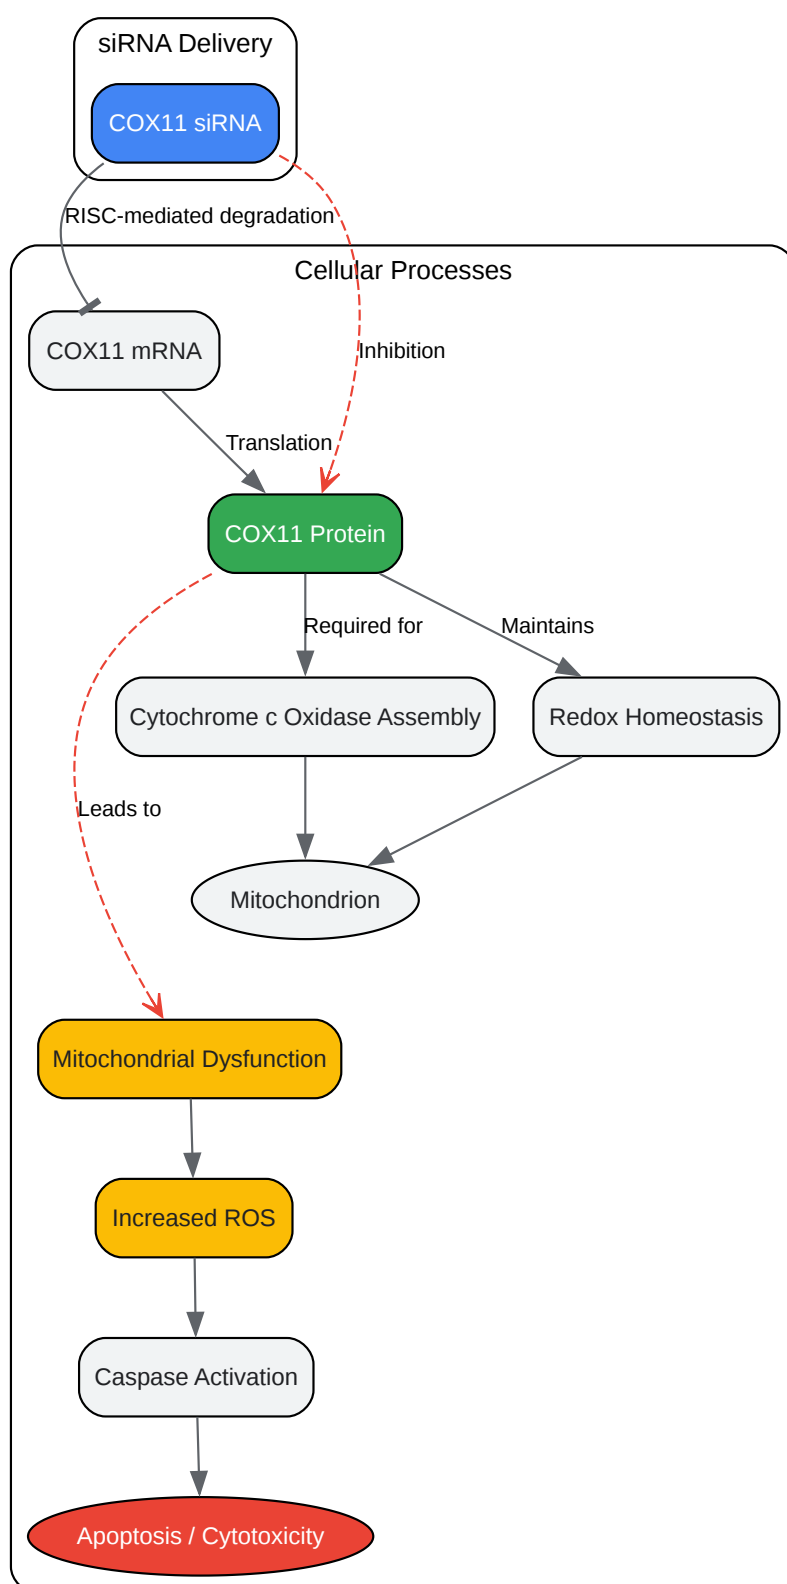 siRNA Delivery
COX11 siRNA
RISC-mediated degradation
Cellular Processes
COX11 mRNA
Inhibition
Translation
COX11 Protein
Required for
Maintains
Cytochrome c Oxidase Assembly
Redox Homeostasis
Leads to
Mitochondrion
Mitochondrial Dysfunction
Increased ROS
Caspase Activation
Apoptosis / Cytotoxicity